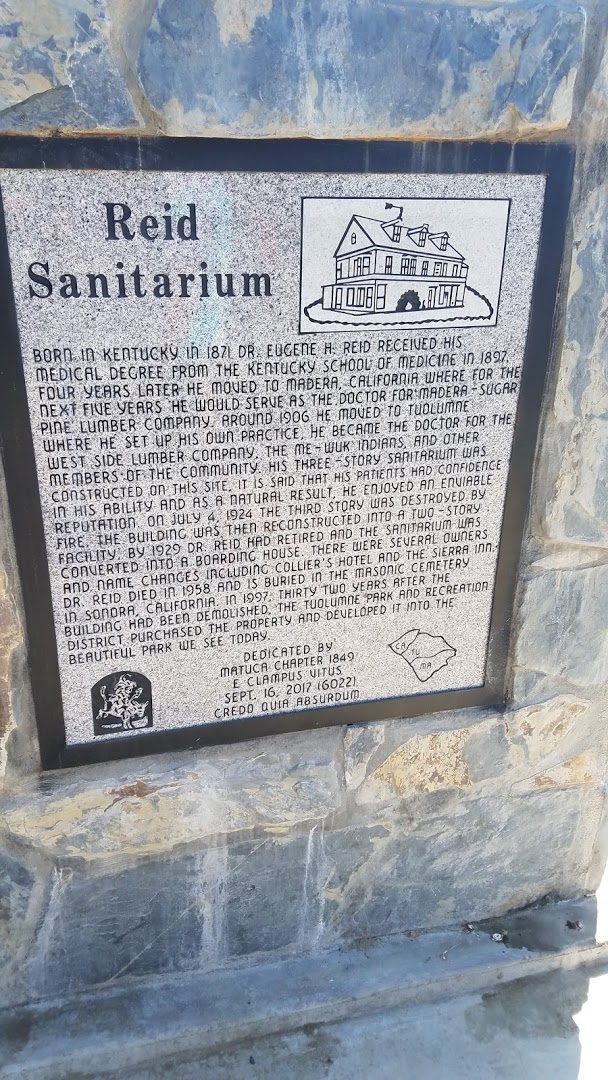 Reid
Sanitarium
BORN IN KENTUCKY IN 1871 DR. EUGENE H. REID RECEIVED HIS
MEDICAL DEGREE FROM THE KENTUCKY SCHOOL OF MEDICINE IN 1897.
FOUR YEARS LATER HE MOVED TO MADERA, CALIFORNIA WHERE FOR THE
NEXT FIVE YEARS HE WOULD SERVE AS THE DOCTOR FOR MADERA-SUGAR
PINE LUMBER COMPANY. AROUND 1906 HE MOVED TO TUOLUMNE
WHERE HE SET UP HIS OWN PRACTICE. HE BECAME THE DOCTOR FOR THE
WEST SIDE LUMBER COMPANY, THE ME-WUK INDIANS, AND OTHER
MEMBERS OF THE COMMUNITY. HIS THREE-STORY SANITARIUM WAS
CONSTRUCTED ON THIS SITE. IT IS SAID THAT HIS PATIENTS HAD CONFIDENCE
IN HIS ABILITY AND AS A NATURAL RESULT, HE ENJOYED AN ENVIABLE
REPUTATION. ON JULY 4, 1924 THE THIRD STORY WAS DESTROYED BY
FIRE. THE BUILDING WAS THEN RECONSTRUCTED INTO A TWO-STORY
FACILITY. BY 1929 DR. REID HAD RETIRED AND THE SANITARIUM WAS
CONVERTED INTO A BOARDING HOUSE. THERE WERE SEVERAL OWNERS
AND NAME CHANGES INCLUDING COLLIER'S HOTEL AND THE SIERRA INN.
DR. REID DIED IN 1958 AND IS BURIED IN THE MASONIC CEMETERY
IN SONORA, CALIFORNIA. IN 1997, THIRTY TWO YEARS AFTER THE
BUILDING HAD BEEN DEMOLISHED, THE TUOLUMNE PARK AND RECREATION
DISTRICT PURCHASED THE PROPERTY AND DEVELOPED IT INTO THE
BEAUTIFUL PARK WE SEE TODAY.
DEDICATED BY
MATUCA CHAPTER 1849
E CLAMPUS VITUS
SEPT. 16, 2017 (6022)
CREDO QUIA ABSURDUM
CA
TU
MA